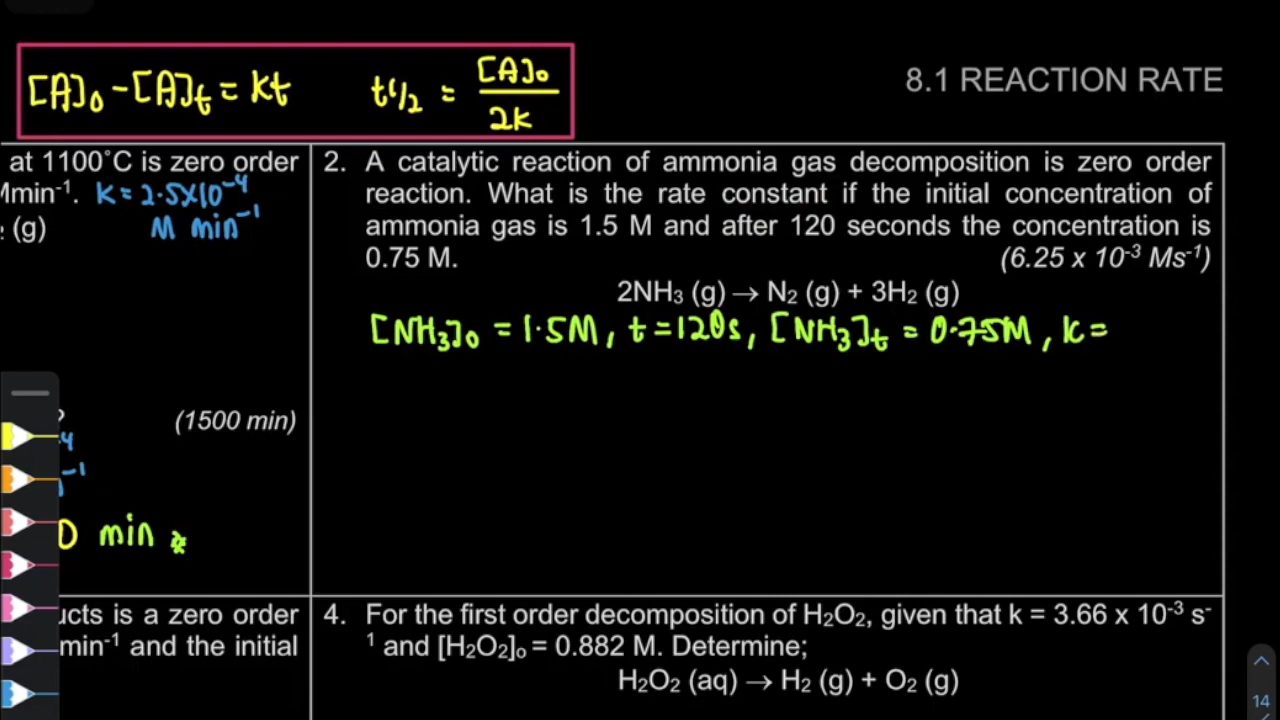 [A]₀ - [A]t = kt t1/2 = [A]₀ / 2k
8.1 REACTION RATE
at 1100˚C is zero order
Mmin⁻¹. k = 2.5x10⁻⁴
(g) M min⁻¹
(1500 min)
⁻⁴
⁻¹
0 min
2. A catalytic reaction of ammonia gas decomposition is zero order
reaction. What is the rate constant if the initial concentration of
ammonia gas is 1.5 M and after 120 seconds the concentration is
0.75 M. (6.25 x 10⁻³ Ms⁻¹)
2NH₃ (g) → N₂ (g) + 3H₂ (g)
[NH₃]₀ = 1.5M, t = 120s, [NH₃]t = 0.75M, k =
ucts is a zero order
min⁻¹ and the initial
4. For the first order decomposition of H₂O₂, given that k = 3.66 x 10⁻³ s⁻
¹ and [H₂O₂]ₒ = 0.882 M. Determine;
H₂O₂ (aq) → H₂ (g) + O₂ (g)
14